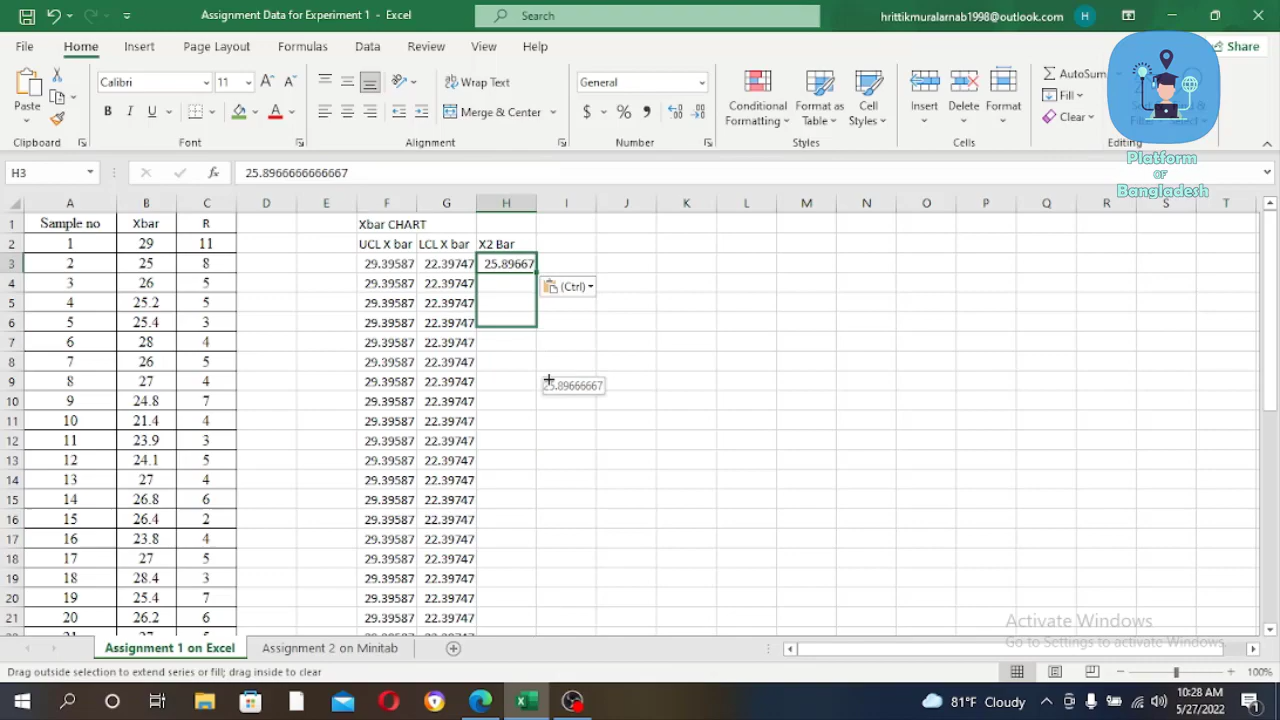 Assignment Data for Experiment 1 - Excel
Search
hrittikmuralarnab1998@outlook.com H
File Home Insert Page Layout Formulas Data Review View Help Share
Paste Calibri 11 A A Wrap Text General Conditional Formatting Format as Table Cell Styles Insert Delete Format AutoSum
B I U A Merge & Center $ % , Fill Clear
Clipboard Font Alignment Number Styles Cells Editing
Platform
OF
Bangladesh
H3 fx 25.8966666666667
A B C D E F G H I J K L M N O P Q R S T
1 Sample no Xbar R Xbar CHART
2 1 29 11 UCL X bar LCL X bar X2 Bar
3 2 25 8 29.39587 22.39747 25.89667
4 3 26 5 29.39587 22.39747 (Ctrl)
5 4 25.2 5 29.39587 22.39747
6 5 25.4 3 29.39587 22.39747
7 6 28 4 29.39587 22.39747
8 7 26 5 29.39587 22.39747
9 8 27 4 29.39587 22.39747 25.89666667
10 9 24.8 7 29.39587 22.39747
11 10 21.4 4 29.39587 22.39747
12 11 23.9 3 29.39587 22.39747
13 12 24.1 5 29.39587 22.39747
14 13 27 4 29.39587 22.39747
15 14 26.8 6 29.39587 22.39747
16 15 26.4 2 29.39587 22.39747
17 16 23.8 4 29.39587 22.39747
18 17 27 5 29.39587 22.39747
19 18 28.4 3 29.39587 22.39747
20 19 25.4 7 29.39587 22.39747
21 20 26.2 6 29.39587 22.39747
Activate Windows
Go to Settings to activate Windows.
Assignment 1 on Excel Assignment 2 on Minitab
Drag outside selection to extend series or fill; drag inside to clear 100%
81°F Cloudy
10:28 AM
5/27/2022